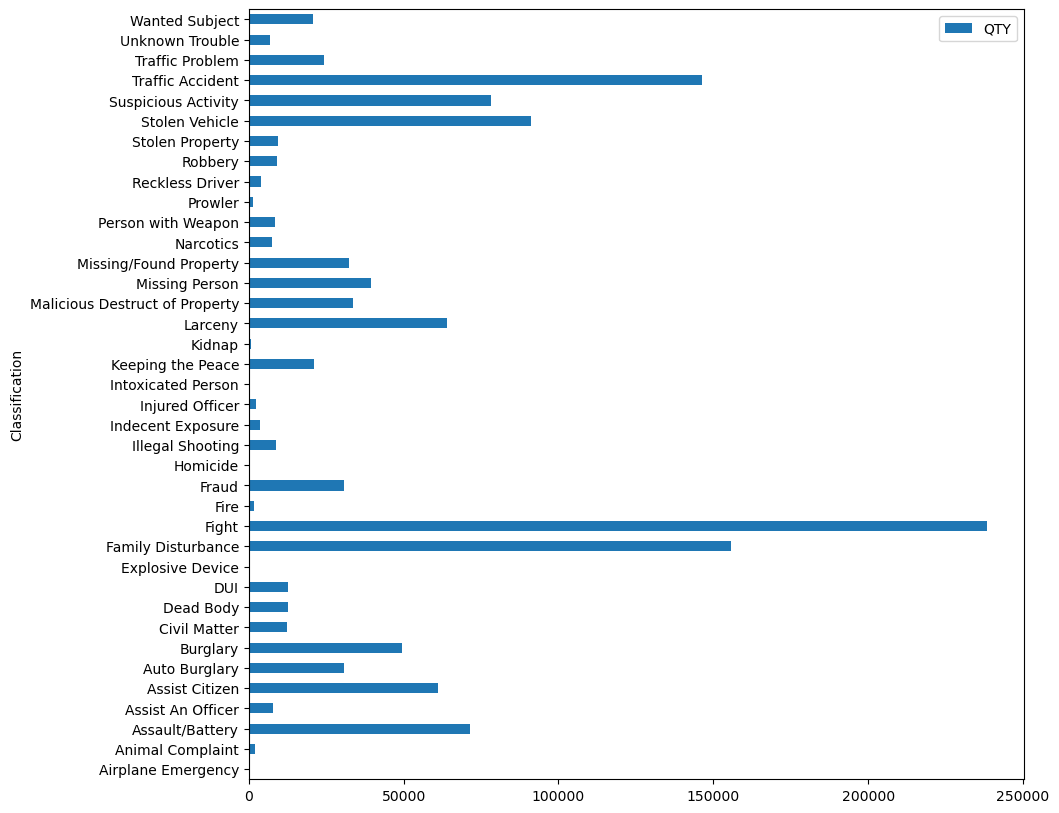 QTY
Wanted Subject
Unknown Trouble
Traffic Problem
Traffic Accident
Suspicious Activity
Stolen Vehicle
Stolen Property
Robbery
Reckless Driver
Prowler
Person with Weapon
Narcotics
Missing/Found Property
Missing Person
Malicious Destruct of Property
Larceny
Kidnap
Keeping the Peace
Intoxicated Person
Injured Officer
Indecent Exposure
Illegal Shooting
Homicide
Fraud
Fire
Fight
Family Disturbance
Explosive Device
DUI
Dead Body
Civil Matter
Burglary
Auto Burglary
Assist Citizen
Assist An Officer
Assault/Battery
Animal Complaint
Airplane Emergency
Classification
0 50000 100000 150000 200000 250000